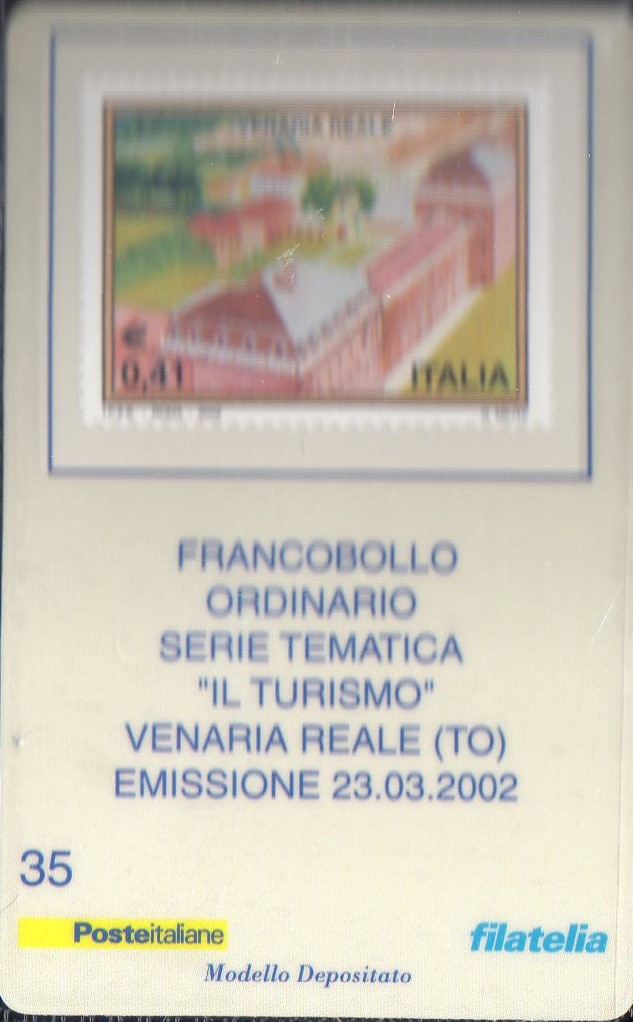 VENARIA REALE
€
0,41
ITALIA
FRANCOBOLLO
ORDINARIO
SERIE TEMATICA
"IL TURISMO"
VENARIA REALE (TO)
EMISSIONE 23.03.2002
35
Posteitaliane
filatelia
Modello Depositato